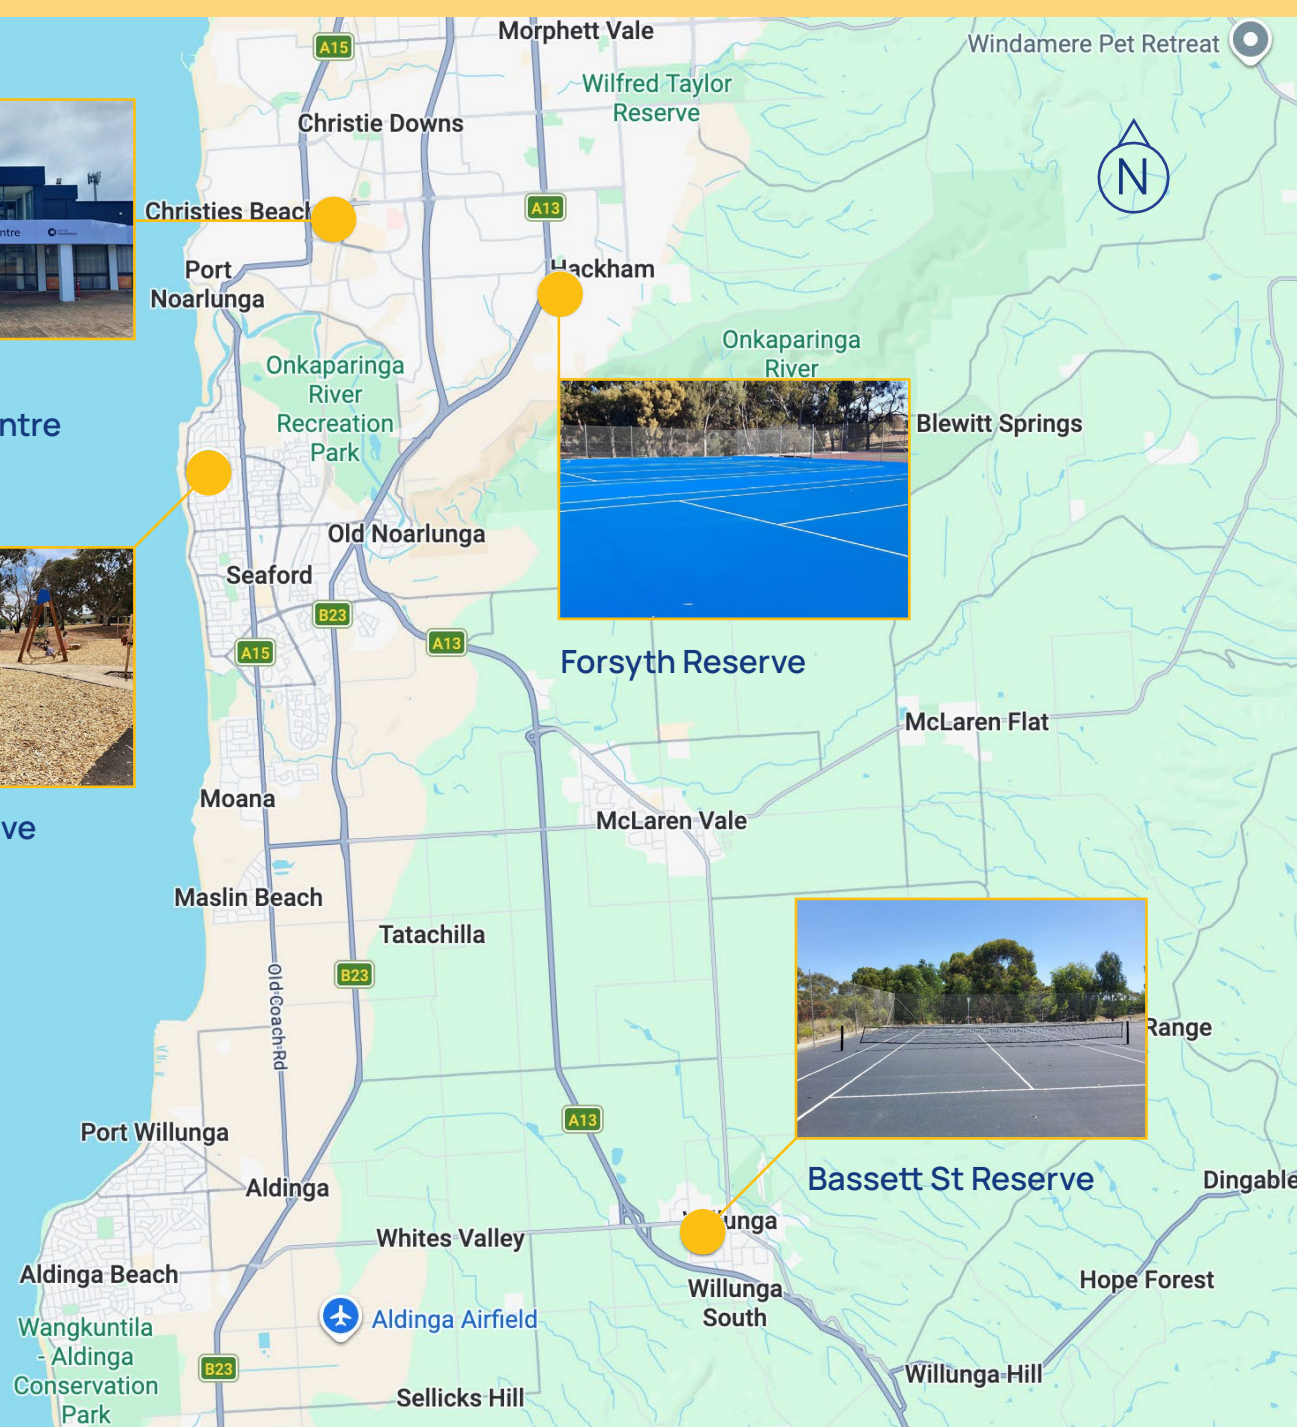 Morphett Vale
A15
Windamere Pet Retreat
Wilfred Taylor
Reserve
Christie Downs
N
Christies Beach
A13
ntre
Port
Noarlunga
Hackham
Onkaparinga
River
Onkaparinga
River
Recreation
Park
ntre
Blewitt Springs
Old Noarlunga
Seaford
B23
A15
A13
Forsyth Reserve
McLaren Flat
Moana
McLaren Vale
ve
Maslin Beach
Tatachilla
B23
Old Coach Rd
Range
A13
Port Willunga
Bassett St Reserve
Dingable
Aldinga
Willunga
Whites Valley
Aldinga Beach
Willunga
South
Hope Forest
Aldinga Airfield
Wangkuntila
- Aldinga
Conservation
Park
B23
Willunga Hill
Sellicks Hill